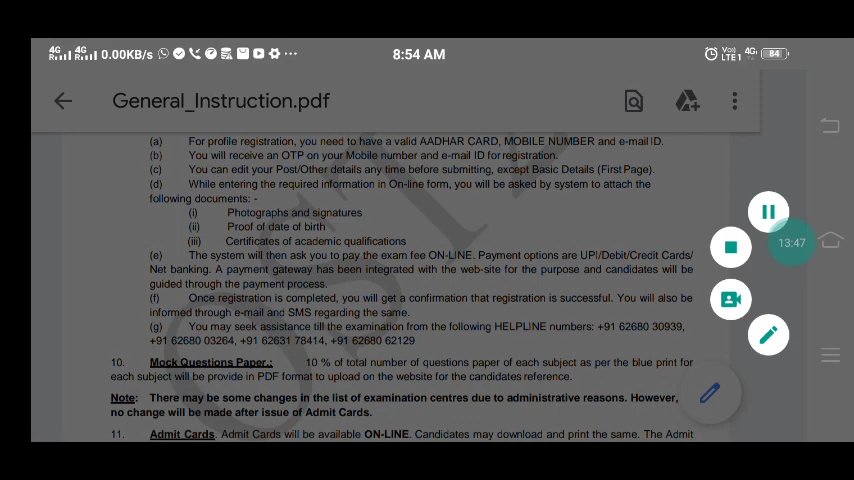 4G 4G 0.00KB/s 8:54 AM Vo) LTE1 4G 84
General_Instruction.pdf
(a) For profile registration, you need to have a valid AADHAR CARD, MOBILE NUMBER and e-mail ID.
(b) You will receive an OTP on your Mobile number and e-mail ID for registration.
(c) You can edit your Post/Other details any time before submitting, except Basic Details (First Page).
(d) While entering the required information in On-line form, you will be asked by system to attach the
following documents: -
(i) Photographs and signatures
(ii) Proof of date of birth
(iii) Certificates of academic qualifications
(e) The system will then ask you to pay the exam fee ON-LINE. Payment options are UPI/Debit/Credit Cards/
Net banking. A payment gateway has been integrated with the web-site for the purpose and candidates will be
guided through the payment process.
(f) Once registration is completed, you will get a confirmation that registration is successful. You will also be
informed through e-mail and SMS regarding the same.
(g) You may seek assistance till the examination from the following HELPLINE numbers: +91 62680 30939,
+91 62680 03264, +91 62631 78414, +91 62680 62129
10. Mock Questions Paper.: 10 % of total number of questions paper of each subject as per the blue print for
each subject will be provide in PDF format to upload on the website for the candidates reference.
Note: There may be some changes in the list of examination centres due to administrative reasons. However,
no change will be made after issue of Admit Cards.
11. Admit Cards. Admit Cards will be available ON-LINE. Candidates may download and print the same. The Admit
13:47